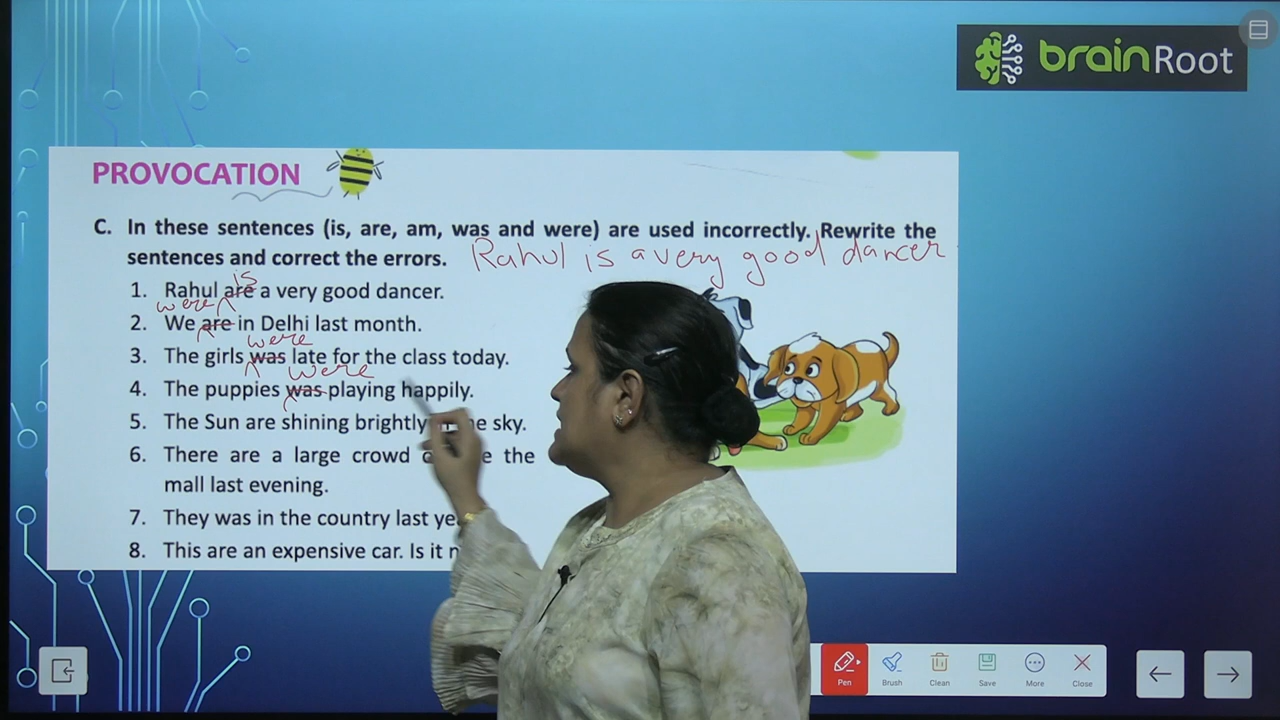 brainRoot
PROVOCATION
C. In these sentences (is, are, am, was and were) are used incorrectly. Rewrite the
sentences and correct the errors. Rahul is a very good dancer
is
1. Rahul are a very good dancer.
were
2. We are in Delhi last month.
were
3. The girls was late for the class today.
were
4. The puppies was playing happily.
5. The Sun are shining brightly sky.
6. There are a large crowd the
mall last evening.
7. They was in the country last
8. This are an expensive car. Is it
Pen
Brush
Clean
Save
More
Close